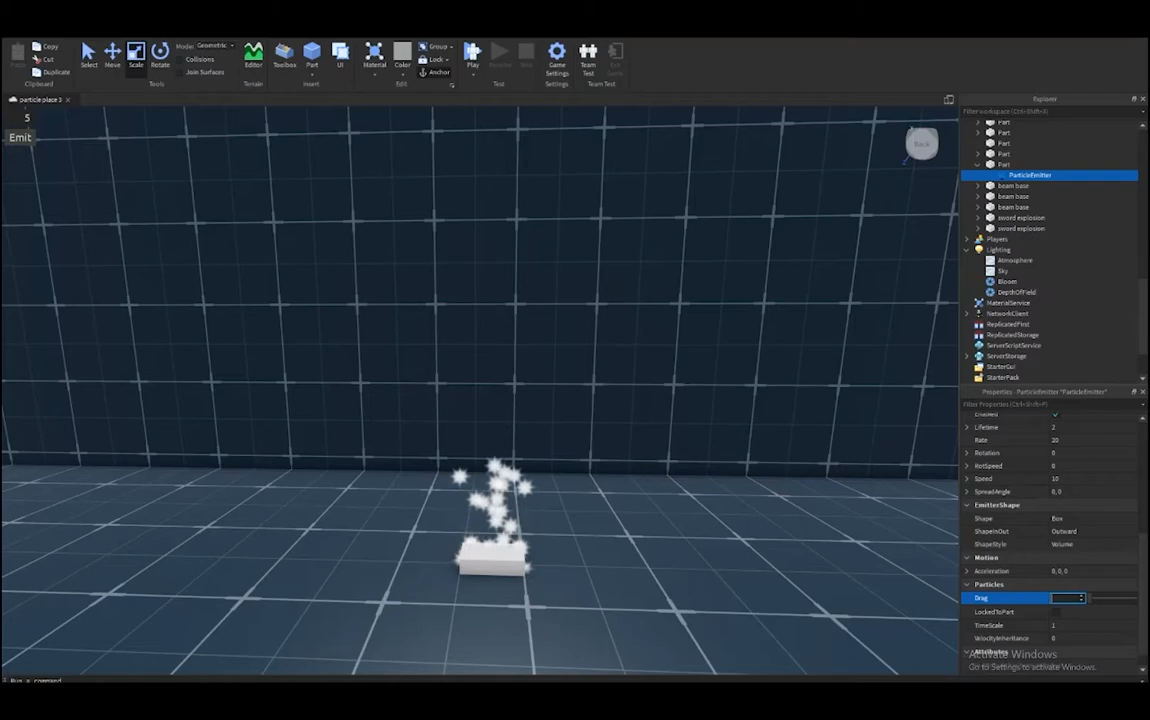 Copy
Cut
Duplicate
Clipboard
Select
Move
Scale
Rotate
Mode: Geometric
Collisions
Join Surfaces
Tools
Editor
Terrain
Toolbox
Part
UI
Insert
Material
Color
Group
Lock
Anchor
Edit
Play
Test
Game
Settings
Settings
Team
Test
Team Test
particle place 3
5
Emit
Back
Explorer
Filter workspace (Ctrl+Shift+X)
Part
Part
Part
Part
Part
ParticleEmitter
beam base
beam base
beam base
sword explosion
sword explosion
Players
Lighting
Atmosphere
Sky
Bloom
DepthOfField
MaterialService
NetworkClient
ReplicatedFirst
ReplicatedStorage
ServerScriptService
ServerStorage
StarterGui
StarterPack
Properties - ParticleEmitter "ParticleEmitter"
Filter Properties (Ctrl+Shift+P)
Enabled
Lifetime 2
Rate 20
Rotation 0
RotSpeed 0
Speed 10
SpreadAngle 0, 0
EmitterShape
Shape Box
ShapeInOut Outward
ShapeStyle Volume
Motion
Acceleration 0, 0, 0
Particles
Drag
LockedToPart
TimeScale 1
VelocityInheritance 0
Attributes
Activate Windows
Go to Settings to activate Windows.